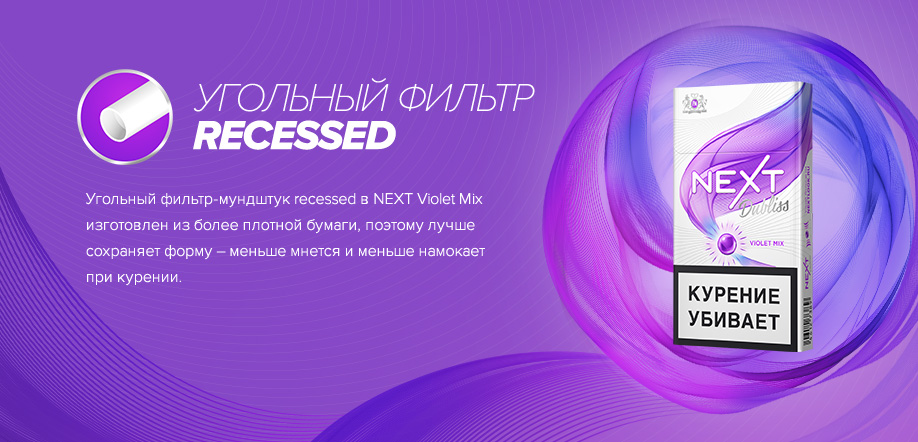 УГОЛЬНЫЙ ФИЛЬТР
RECESSED
Угольный фильтр-мундштук recessed в NEXT Violet Mix
изготовлен из более плотной бумаги, поэтому лучше
сохраняет форму – меньше мнется и меньше намокает
при курении.
NEXT
Dubliss
VIOLET MIX
КУРЕНИЕ
УБИВАЕТ
NEXT